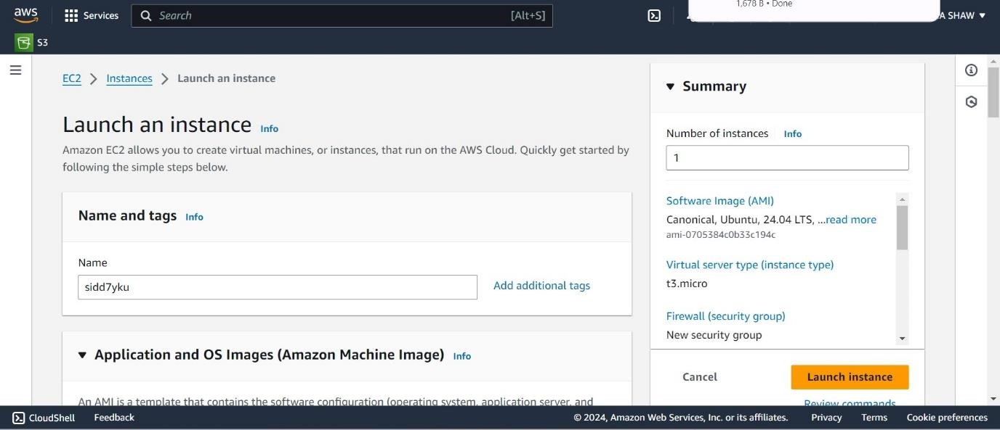 1,678 B • Done
aws
Services
Search
[Alt+S]
A SHAW
S3
EC2 > Instances > Launch an instance
Launch an instance Info
Amazon EC2 allows you to create virtual machines, or instances, that run on the AWS Cloud. Quickly get started by
following the simple steps below.
Name and tags Info
Name
sidd7yku
Add additional tags
Application and OS Images (Amazon Machine Image) Info
An AMI is a template that contains the software configuration (operating system, application server, and
Summary
Number of instances Info
1
Software Image (AMI)
Canonical, Ubuntu, 24.04 LTS, ...read more
ami-0705384c0b33c194c
Virtual server type (instance type)
t3.micro
Firewall (security group)
New security group
Cancel
Launch instance
Review commands
CloudShell
Feedback
© 2024, Amazon Web Services, Inc. or its affiliates.
Privacy
Terms
Cookie preferences